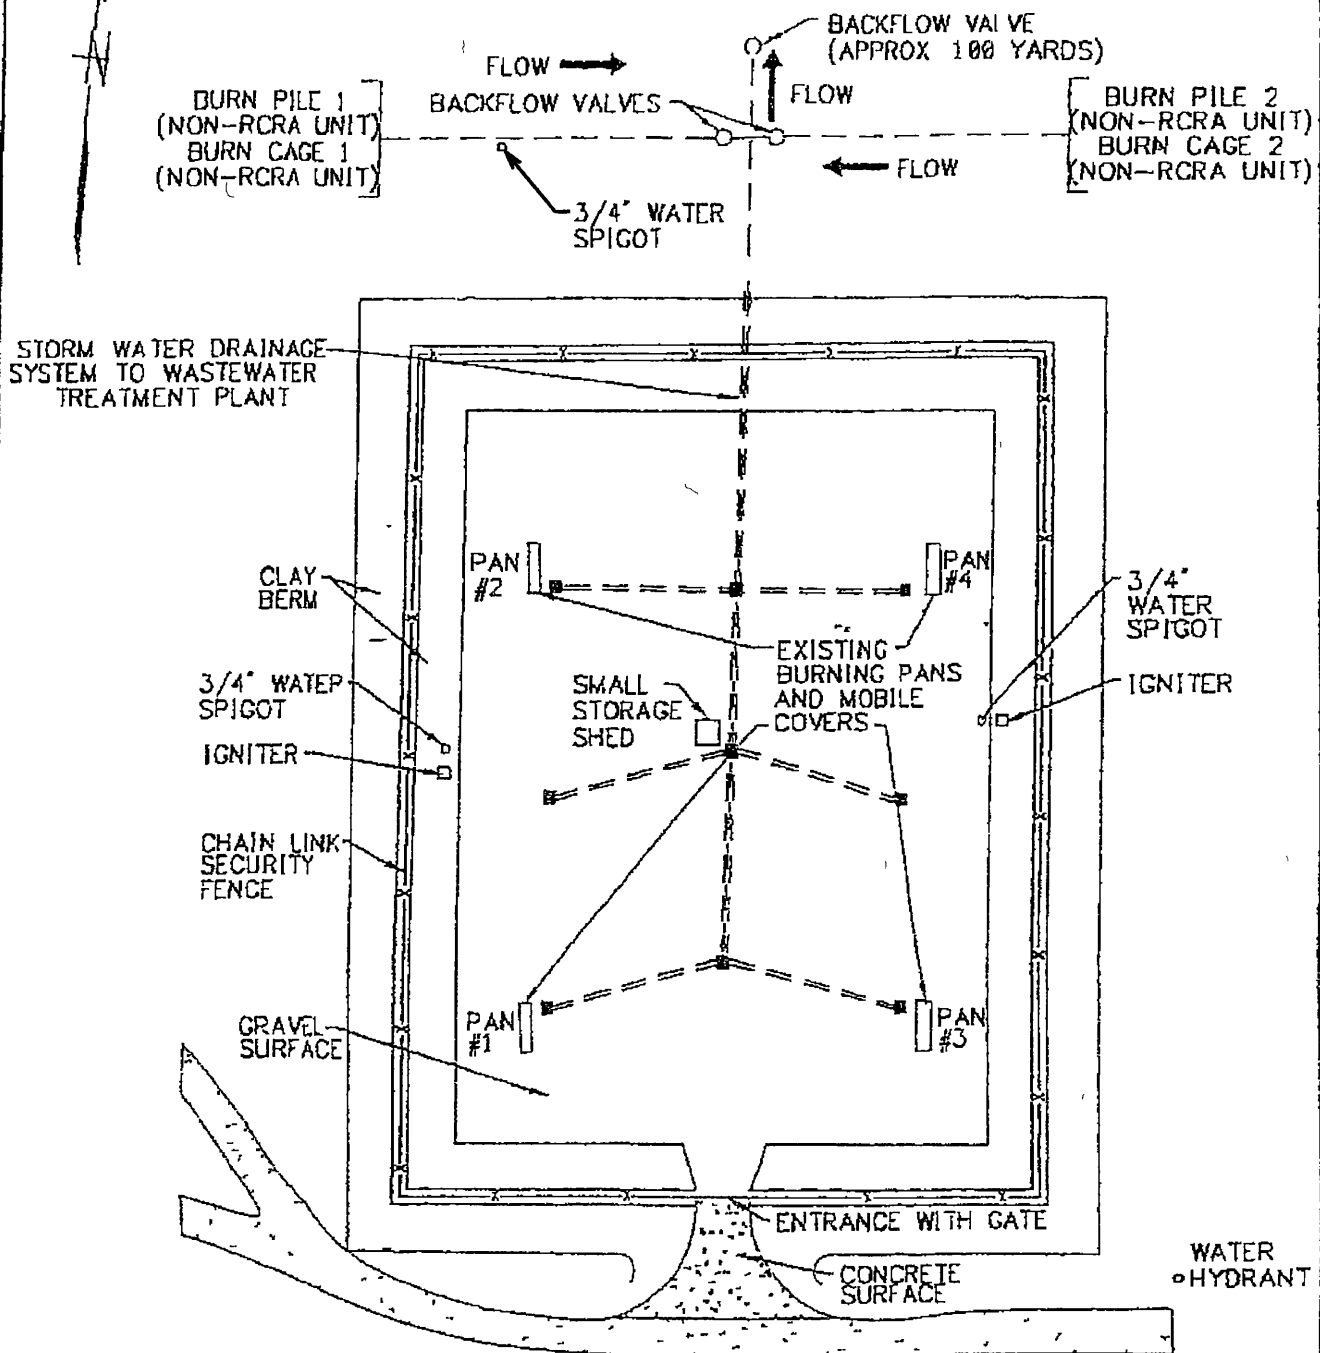 N
BACKFLOW VALVE
(APPROX 100 YARDS)
FLOW
BACKFLOW VALVES
FLOW
BURN PILE 1
(NON-RCRA UNIT)
BURN CAGE 1
(NON-RCRA UNIT)
BURN PILE 2
(NON-RCRA UNIT)
BURN CAGE 2
(NON-RCRA UNIT)
FLOW
3/4" WATER
SPIGOT
STORM WATER DRAINAGE
SYSTEM TO WASTEWATER
TREATMENT PLANT
PAN
#2
PAN
#4
CLAY
BERM
3/4"
WATER
SPIGOT
EXISTING
BURNING PANS
AND MOBILE
COVERS
3/4" WATER
SPIGOT
SMALL
STORAGE
SHED
IGNITER
IGNITER
CHAIN LINK
SECURITY
FENCE
GRAVEL
SURFACE
PAN
#1
PAN
#3
ENTRANCE WITH GATE
CONCRETE
SURFACE
WATER
HYDRANT